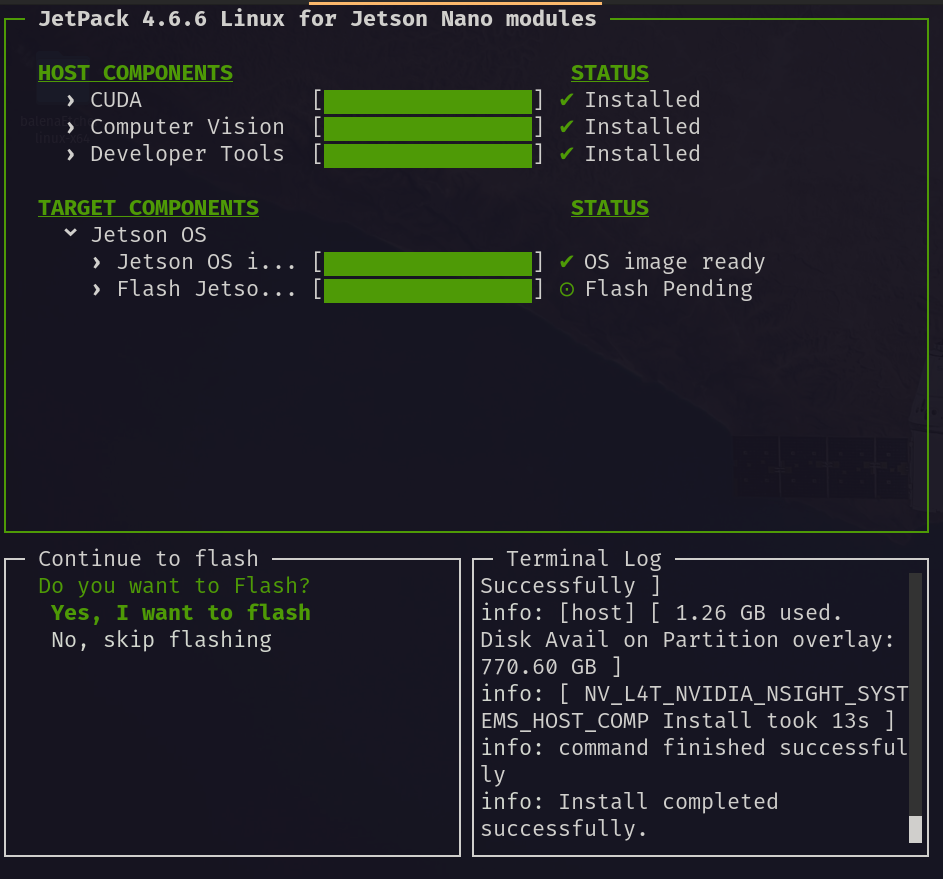 JetPack 4.6.6 Linux for Jetson Nano modules
HOST COMPONENTS STATUS
› CUDA [ ] ✔ Installed
› Computer Vision [ ] ✔ Installed
› Developer Tools [ ] ✔ Installed
TARGET COMPONENTS STATUS
⌄ Jetson OS
› Jetson OS i... [ ] ✔ OS image ready
› Flash Jetso... [ ] ⊙ Flash Pending
Continue to flash
Do you want to Flash?
Yes, I want to flash
No, skip flashing
Terminal Log
Successfully ]
info: [host] [ 1.26 GB used.
Disk Avail on Partition overlay:
770.60 GB ]
info: [ NV_L4T_NVIDIA_NSIGHT_SYST
EMS_HOST_COMP Install took 13s ]
info: command finished successful
ly
info: Install completed
successfully.